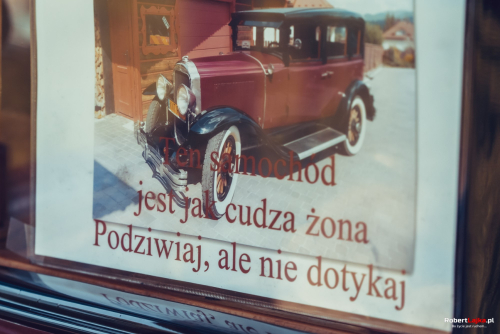 Ten samochód
jest jak cudza żona
Podziwiaj, ale nie dotykaj